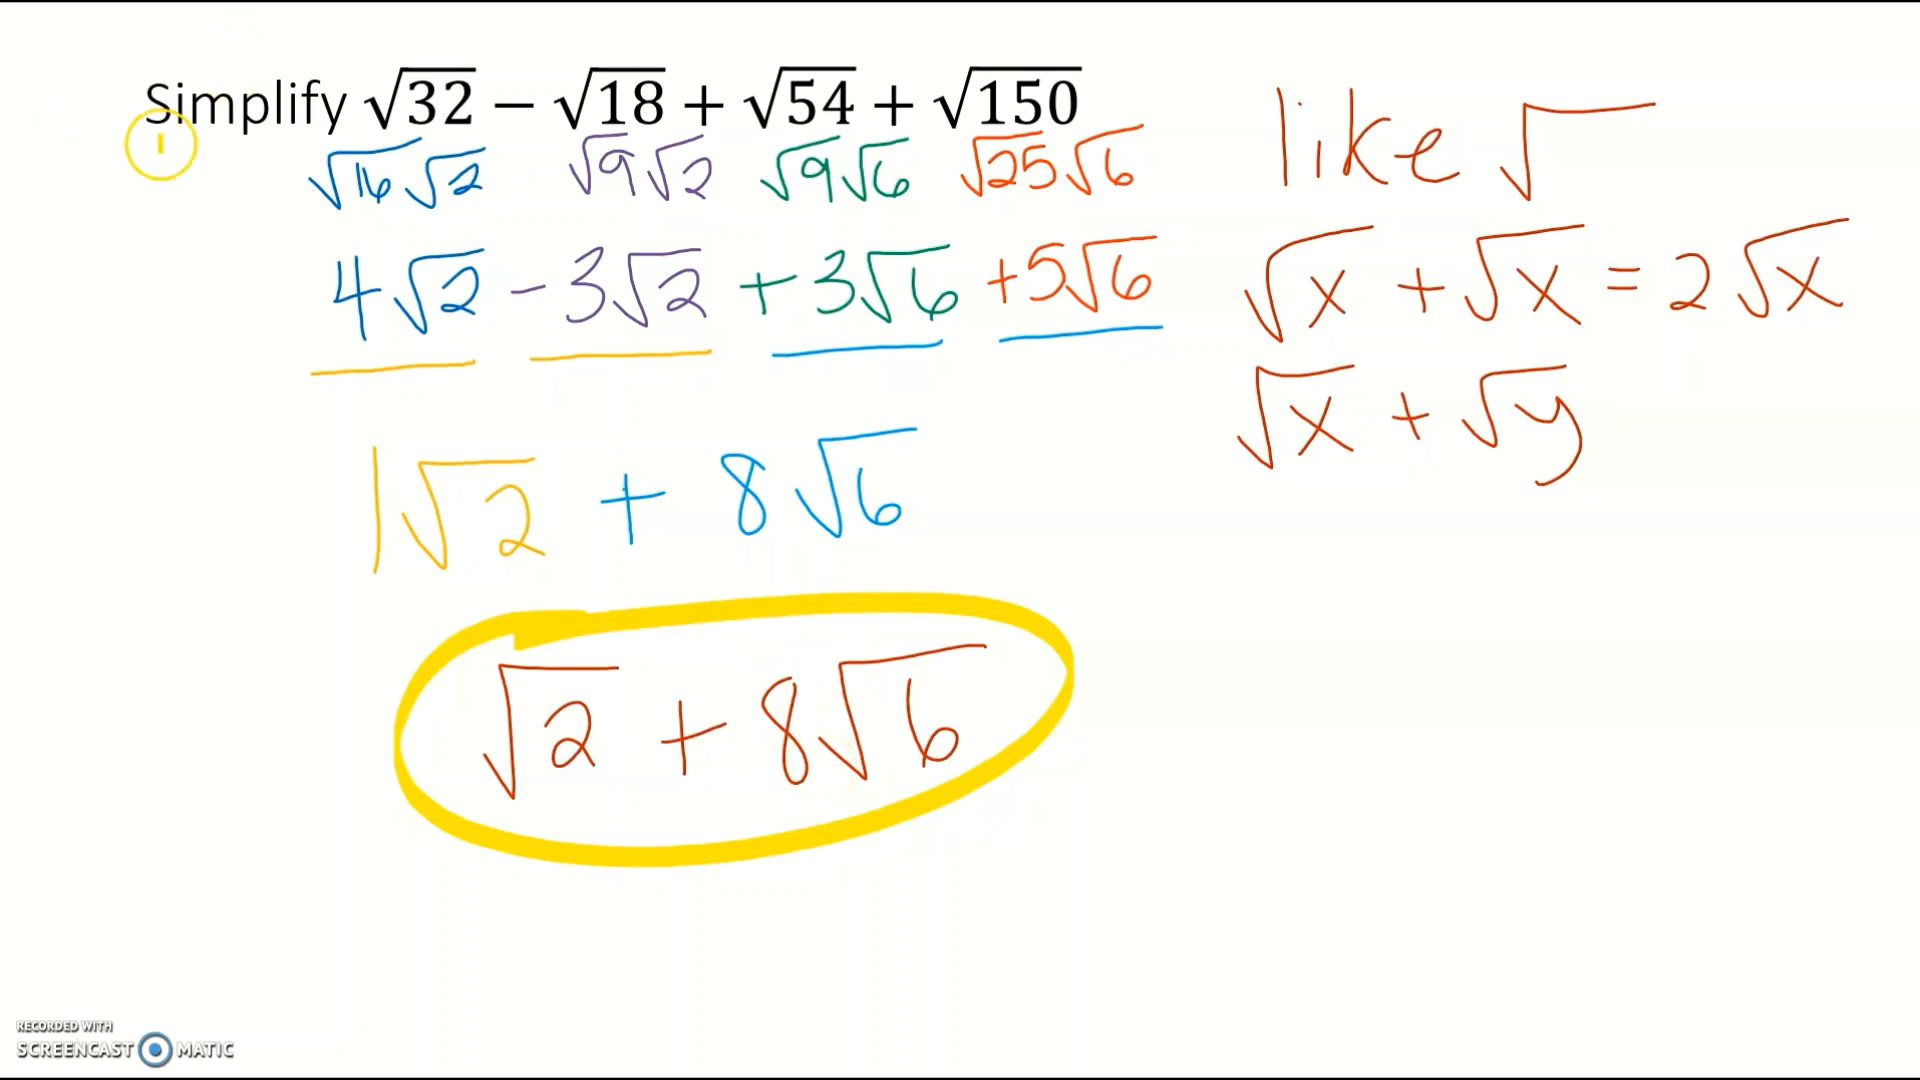 Simplify √32 − √18 + √54 + √150
√16 √2 √9 √2 √9 √6 √25 √6
4√2 - 3√2 + 3√6 + 5√6
1√2 + 8√6
√2 + 8√6
like √
√x + √x = 2√x
√x + √y
RECORDED WITH
SCREENCAST MATIC